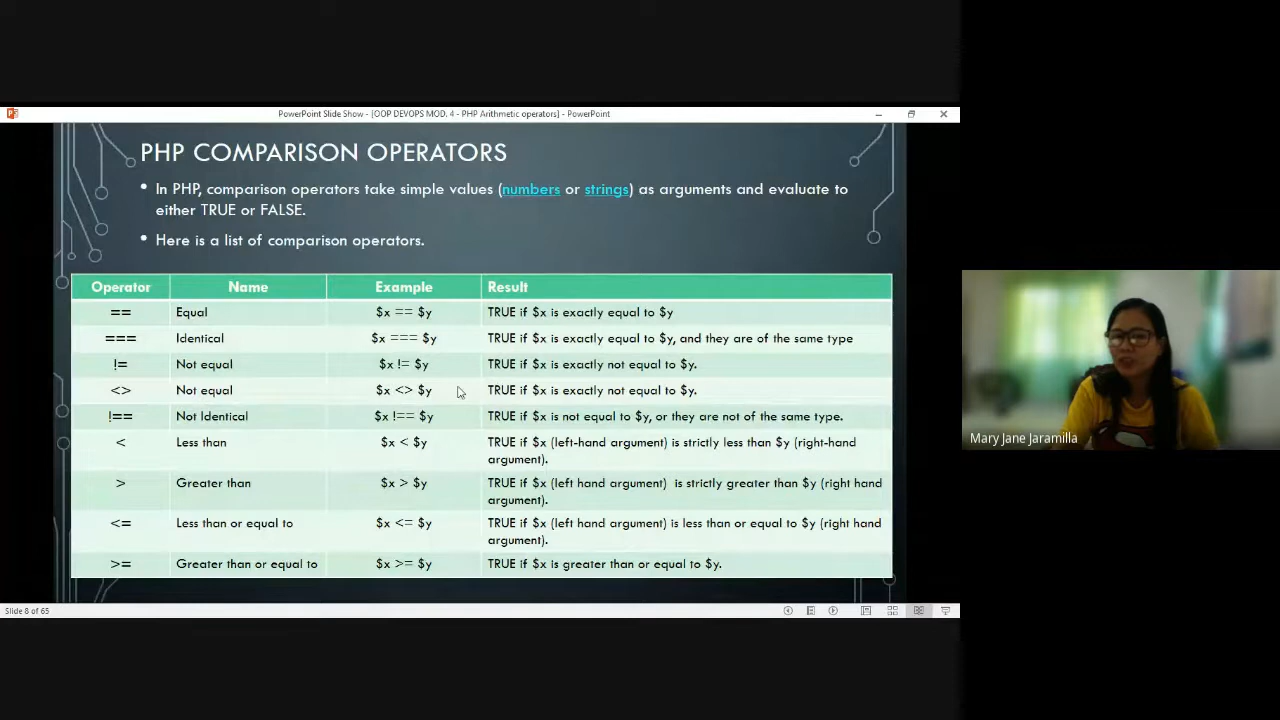 PowerPoint Slide Show - [OOP DEVOPS MOD. 4 - PHP Arithmetic operators] - PowerPoint
PHP COMPARISON OPERATORS
• In PHP, comparison operators take simple values (numbers or strings) as arguments and evaluate to
either TRUE or FALSE.
• Here is a list of comparison operators.
Operator Name Example Result
== Equal $x == $y TRUE if $x is exactly equal to $y
=== Identical $x === $y TRUE if $x is exactly equal to $y, and they are of the same type
!= Not equal $x != $y TRUE if $x is exactly not equal to $y.
<> Not equal $x <> $y TRUE if $x is exactly not equal to $y.
!== Not Identical $x !== $y TRUE if $x is not equal to $y, or they are not of the same type.
< Less than $x < $y TRUE if $x (left-hand argument) is strictly less than $y (right-hand
argument).
> Greater than $x > $y TRUE if $x (left hand argument) is strictly greater than $y (right hand
argument).
<= Less than or equal to $x <= $y TRUE if $x (left hand argument) is less than or equal to $y (right hand
argument).
>= Greater than or equal to $x >= $y TRUE if $x is greater than or equal to $y.
Slide 8 of 65
Mary Jane Jaramilla